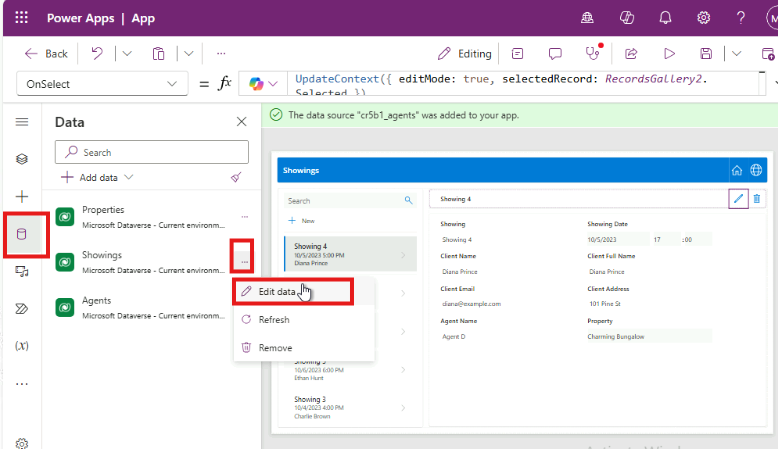 Power Apps | App
?
M
Back
...
Editing
OnSelect
= fx
UpdateContext({ editMode: true, selectedRecord: RecordsGallery2.
Selected })
Data
The data source "cr5b1_agents" was added to your app.
Search
Add data
Properties
Microsoft Dataverse - Current environm...
...
Showings
Microsoft Dataverse - Current environm...
...
Agents
Microsoft Dataverse - Current environm...
Edit data
Refresh
Remove
(x)
...
Showings
Search
New
Showing 4
10/5/2023 5:00 PM
Diana Prince
10/6/2023 6:00 PM
Ethan Hunt
Showing 3
10/4/2023 4:00 PM
Charlie Brown
Showing 4
Showing
Showing 4
Showing Date
10/5/2023 17 :00
Client Name
Diana Prince
Client Full Name
Diana Prince
Client Email
diana@example.com
Client Address
101 Pine St
Agent Name
Agent D
Property
Charming Bungalow